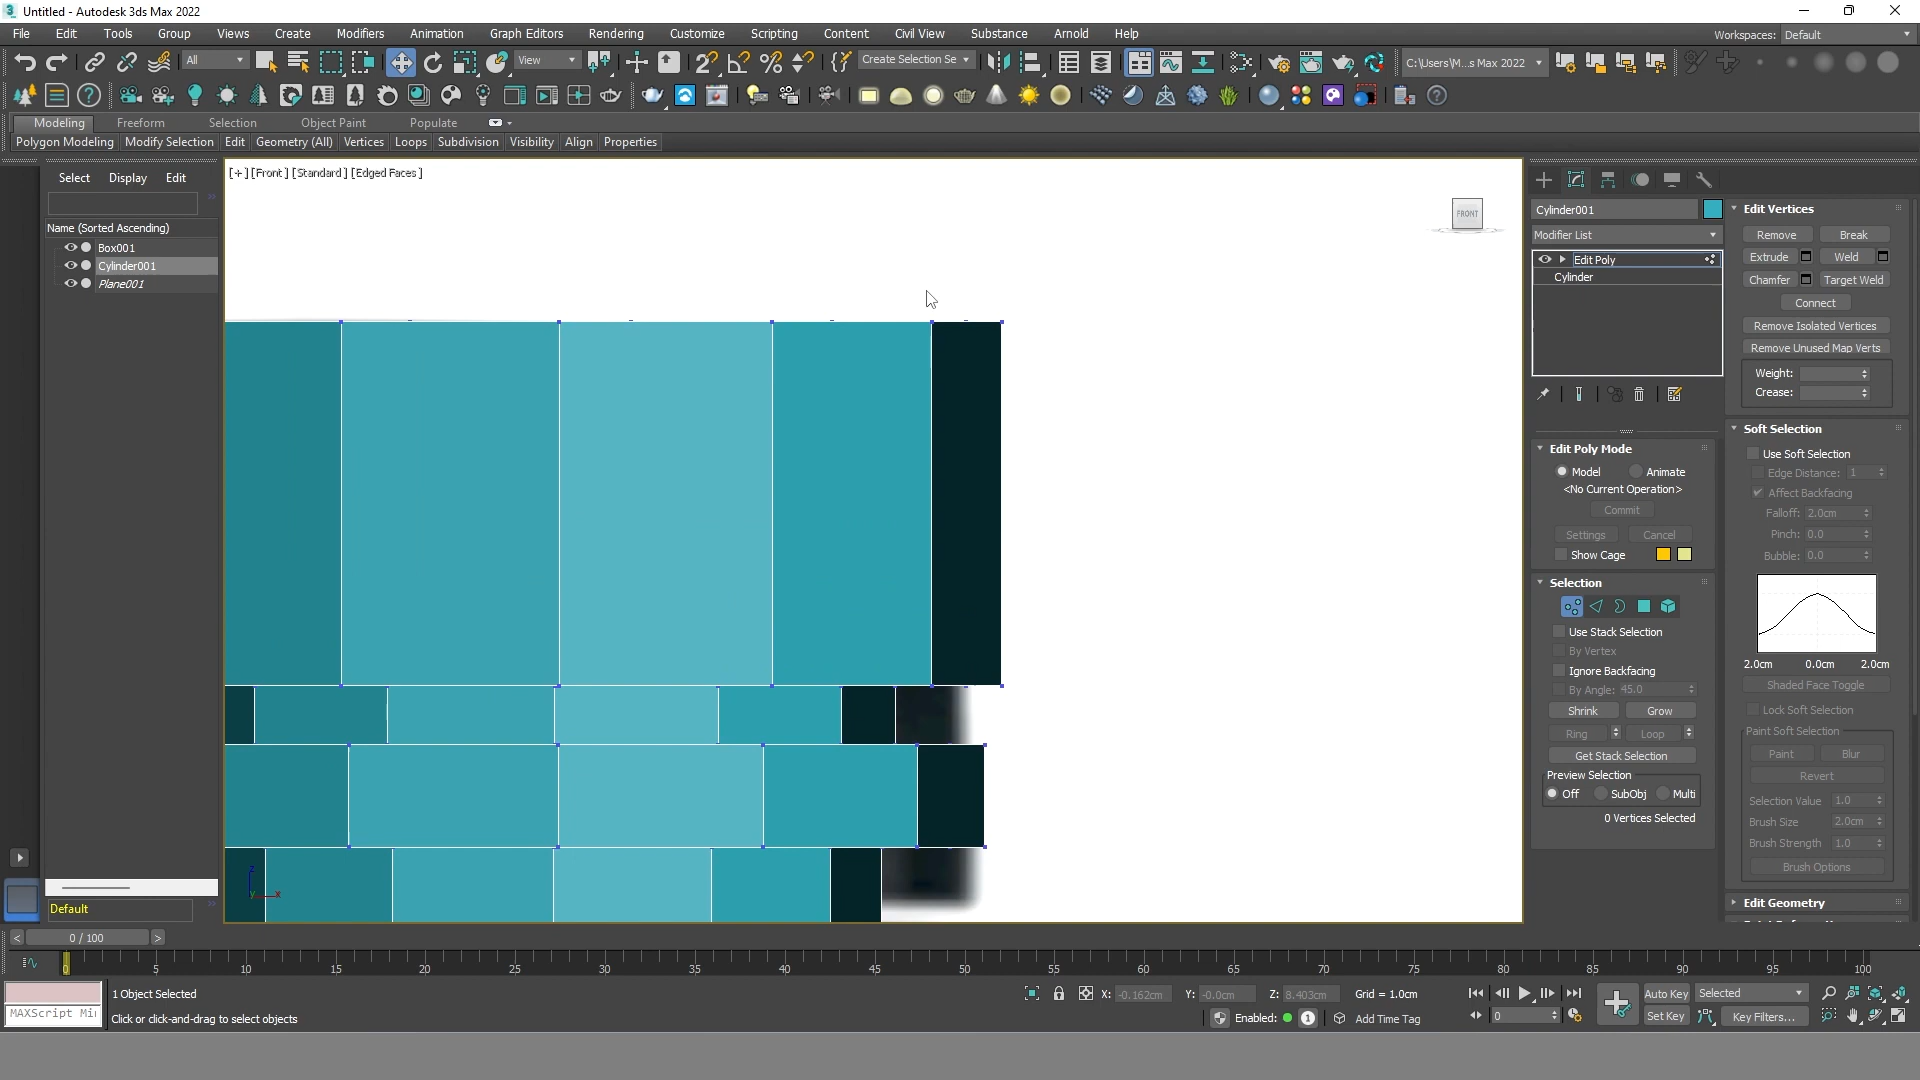 Untitled - Autodesk 3ds Max 2022
File Edit Tools Group Views Create Modifiers Animation Graph Editors Rendering Customize Scripting Content Civil View Substance Arnold Help
Workspaces: Default
All View Create Selection Se C:\Users\M...s Max 2022
Modeling Freeform Selection Object Paint Populate
Polygon Modeling Modify Selection Edit Geometry (All) Vertices Loops Subdivision Visibility Align Properties
Select Display Edit
Name (Sorted Ascending)
Box001
Cylinder001
Plane001
[+] [Front] [Standard] [Edged Faces]
FRONT
z
y x
Cylinder001
Modifier List
Edit Poly
Cylinder
Edit Poly Mode
Model Animate
<No Current Operation>
Commit
Settings Cancel
Show Cage
Selection
Use Stack Selection
By Vertex
Ignore Backfacing
By Angle: 45.0
Shrink Grow
Ring Loop
Get Stack Selection
Preview Selection
Off SubObj Multi
0 Vertices Selected
Edit Vertices
Remove Break
Extrude Weld
Chamfer Target Weld
Connect
Remove Isolated Vertices
Remove Unused Map Verts
Weight:
Crease:
Soft Selection
Use Soft Selection
Edge Distance: 1
Affect Backfacing
Falloff: 2.0cm
Pinch: 0.0
Bubble: 0.0
2.0cm 0.0cm 2.0cm
Shaded Face Toggle
Lock Soft Selection
Paint Soft Selection
Paint Blur
Revert
Selection Value 1.0
Brush Size 2.0cm
Brush Strength 1.0
Brush Options
Edit Geometry
Default
< 0 / 100 >
0 5 10 15 20 25 30 35 40 45 50 55 60 65 70 75 80 85 90 95 100
1 Object Selected
MAXScript Mi
Click or click-and-drag to select objects
X: -0.162cm Y: -0.0cm Z: 8.403cm Grid = 1.0cm
Enabled: 1 Add Time Tag
0
Auto Key Selected
Set Key Key Filters...